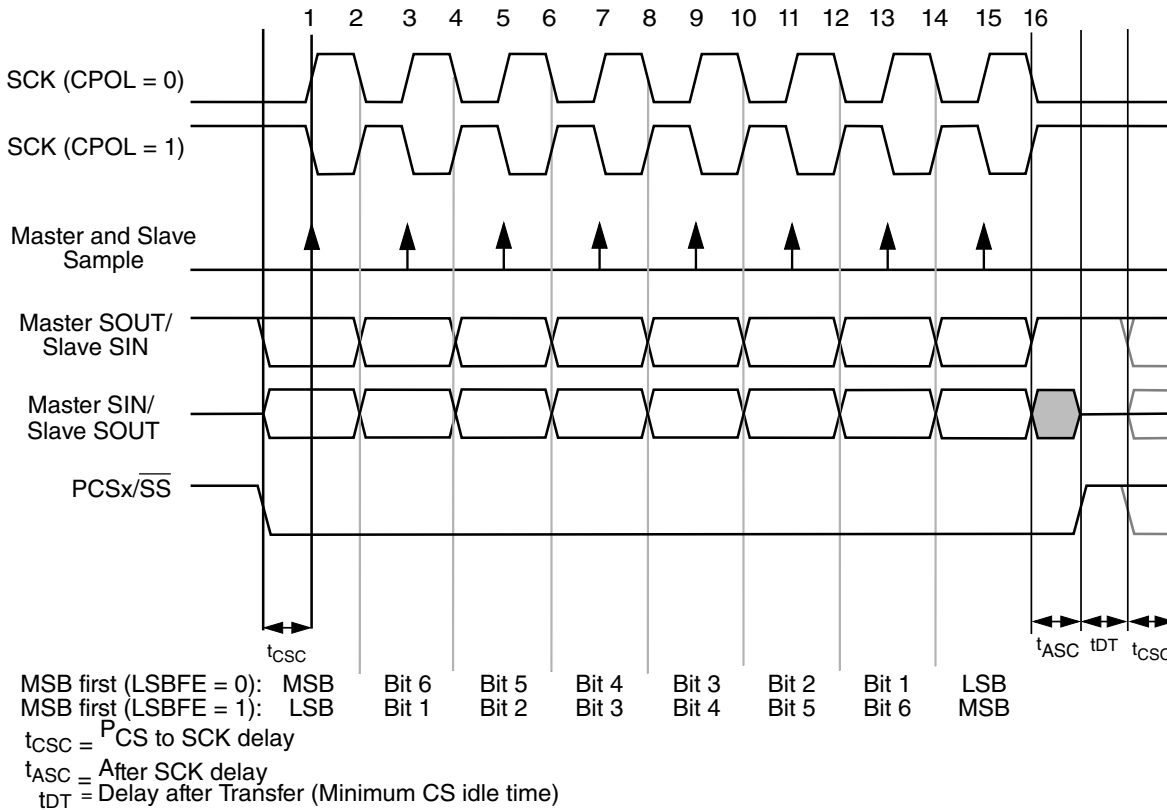 1 2 3 4 5 6 7 8 9 10 11 12 13 14 15 16
SCK (CPOL = 0)
SCK (CPOL = 1)
Master and Slave
Sample
Master SOUT/
Slave SIN
Master SIN/
Slave SOUT
PCSx/SS
tCSC tASC tDT tCSC
MSB first (LSBFE = 0): MSB Bit 6 Bit 5 Bit 4 Bit 3 Bit 2 Bit 1 LSB
MSB first (LSBFE = 1): LSB Bit 1 Bit 2 Bit 3 Bit 4 Bit 5 Bit 6 MSB
tCSC = PCS to SCK delay
tASC = After SCK delay
tDT = Delay after Transfer (Minimum CS idle time)